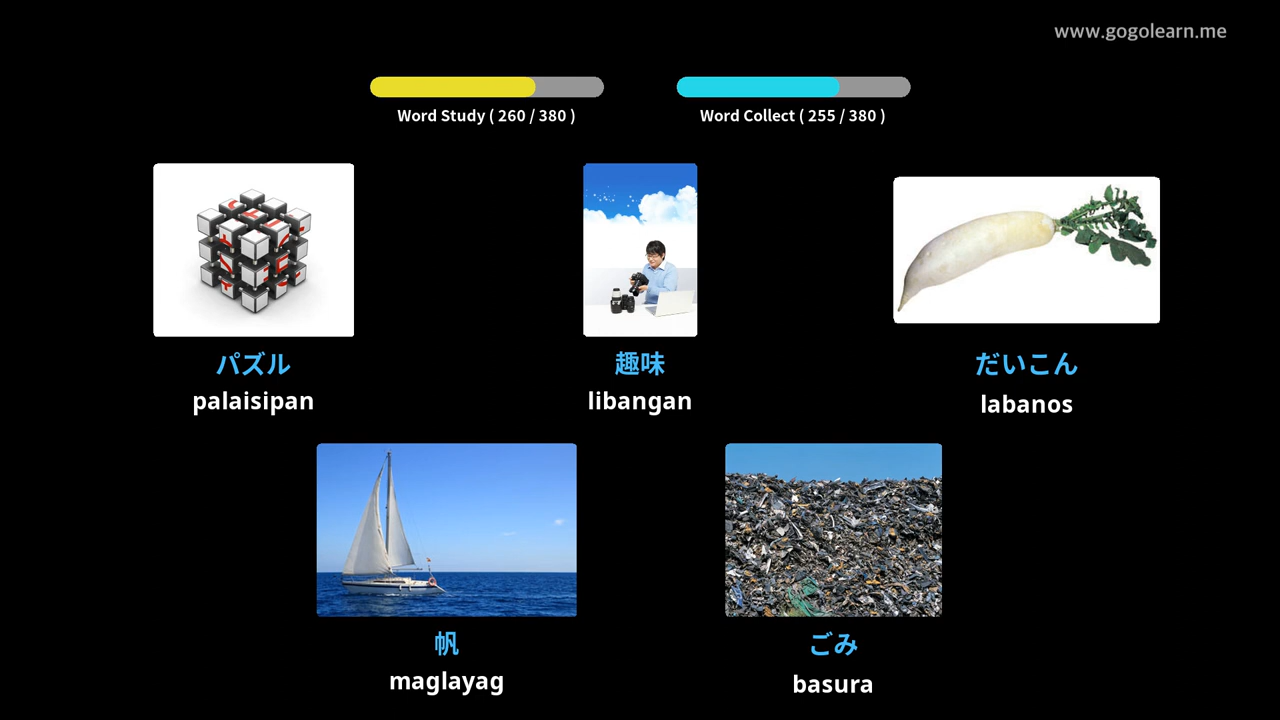 www.gogolearn.me
Word Study ( 260 / 380 )
Word Collect ( 255 / 380 )
パズル
palaisipan
趣味
libangan
だいこん
labanos
帆
maglayag
ごみ
basura